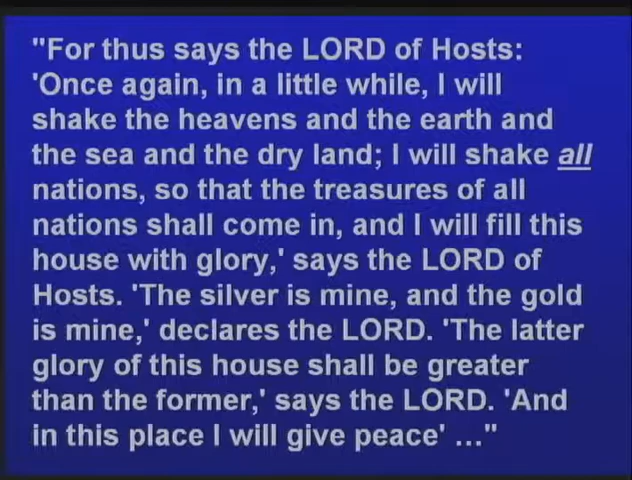 "For thus says the LORD of Hosts:
'Once again, in a little while, I will
shake the heavens and the earth and
the sea and the dry land; I will shake all
nations, so that the treasures of all
nations shall come in, and I will fill this
house with glory,' says the LORD of
Hosts. 'The silver is mine, and the gold
is mine,' declares the LORD. 'The latter
glory of this house shall be greater
than the former,' says the LORD. 'And
in this place I will give peace' ..."